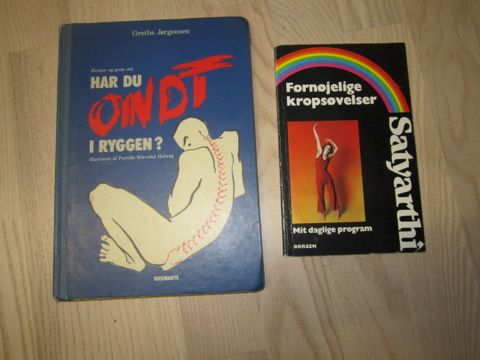 Grethe Jørgensen
Øvelser og gode råd
HAR DU
ONDT
I RYGGEN?
Illustreret af Pernille Kløvedal Helweg
ROSINANTE
Fornøjelige
kropsøvelser
Satyarthi
Mit daglige program
BORGEN